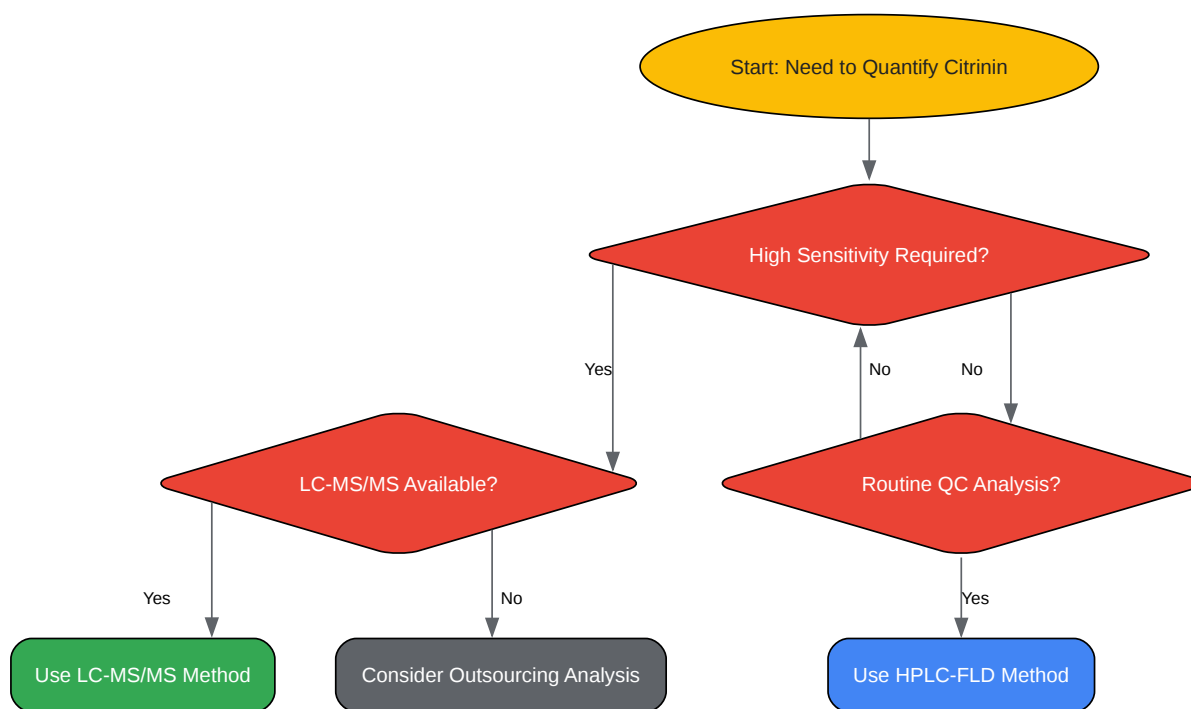 Start: Need to Quantify Citrinin
High Sensitivity Required?
Yes
No
No
LC-MS/MS Available?
Routine QC Analysis?
Yes
No
Yes
Use LC-MS/MS Method
Consider Outsourcing Analysis
Use HPLC-FLD Method